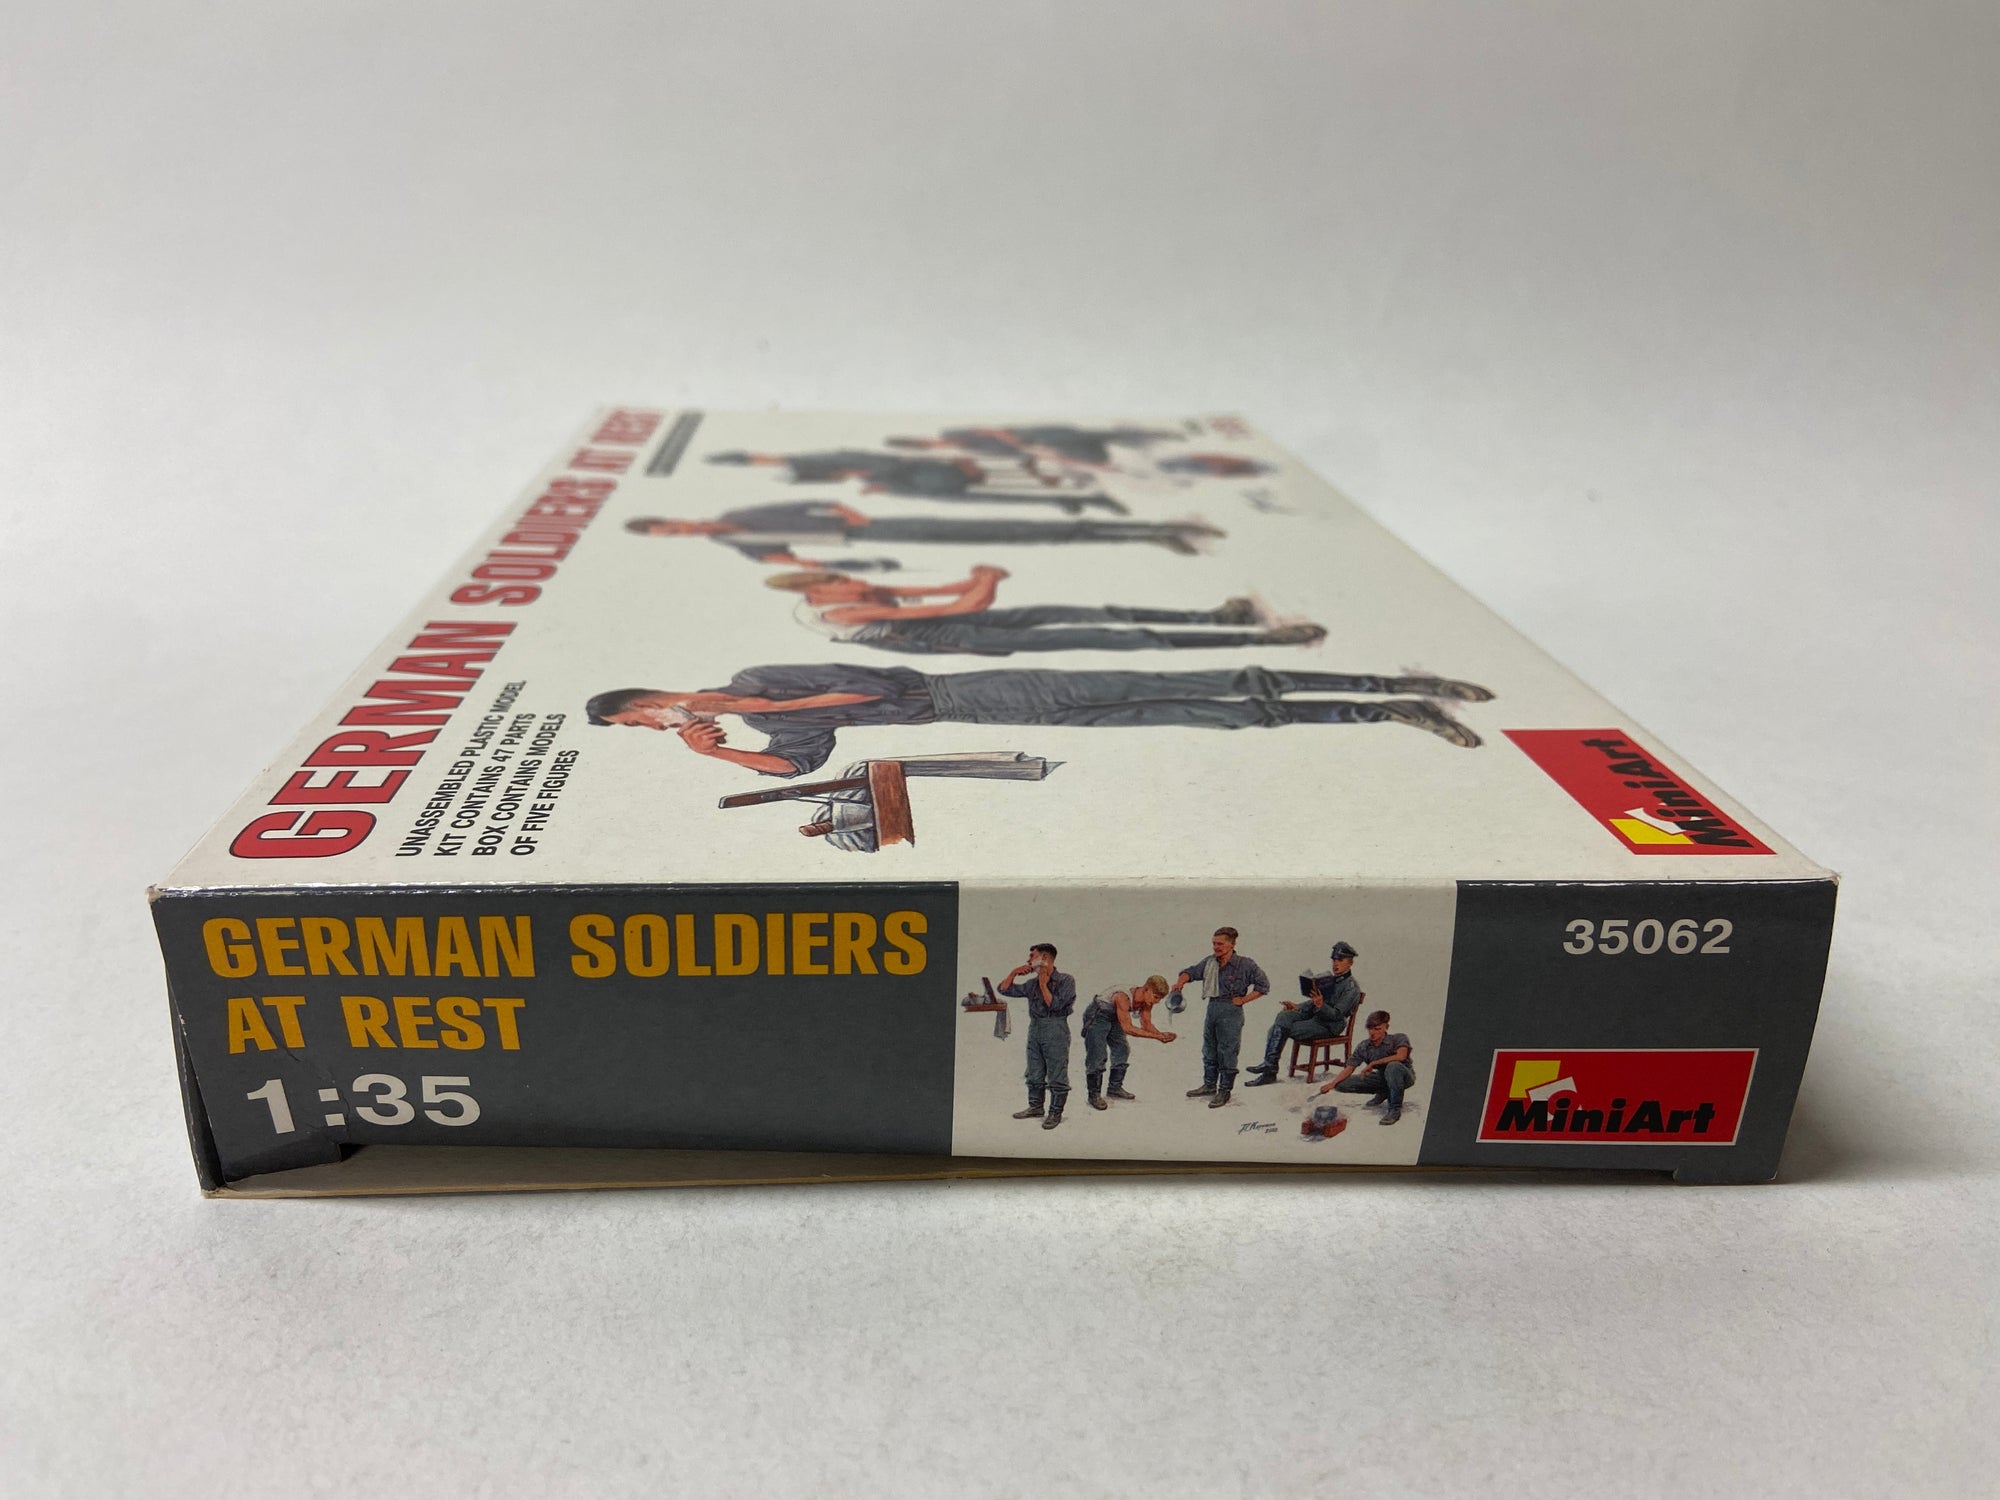 GERMAN SOLDIERS AT REST
UNASSEMBLED PLASTIC MODEL
KIT CONTAINS 47 PARTS
BOX CONTAINS MODELS
OF FIVE FIGURES
MiniArt
GERMAN SOLDIERS
AT REST
1:35
35062
MiniArt